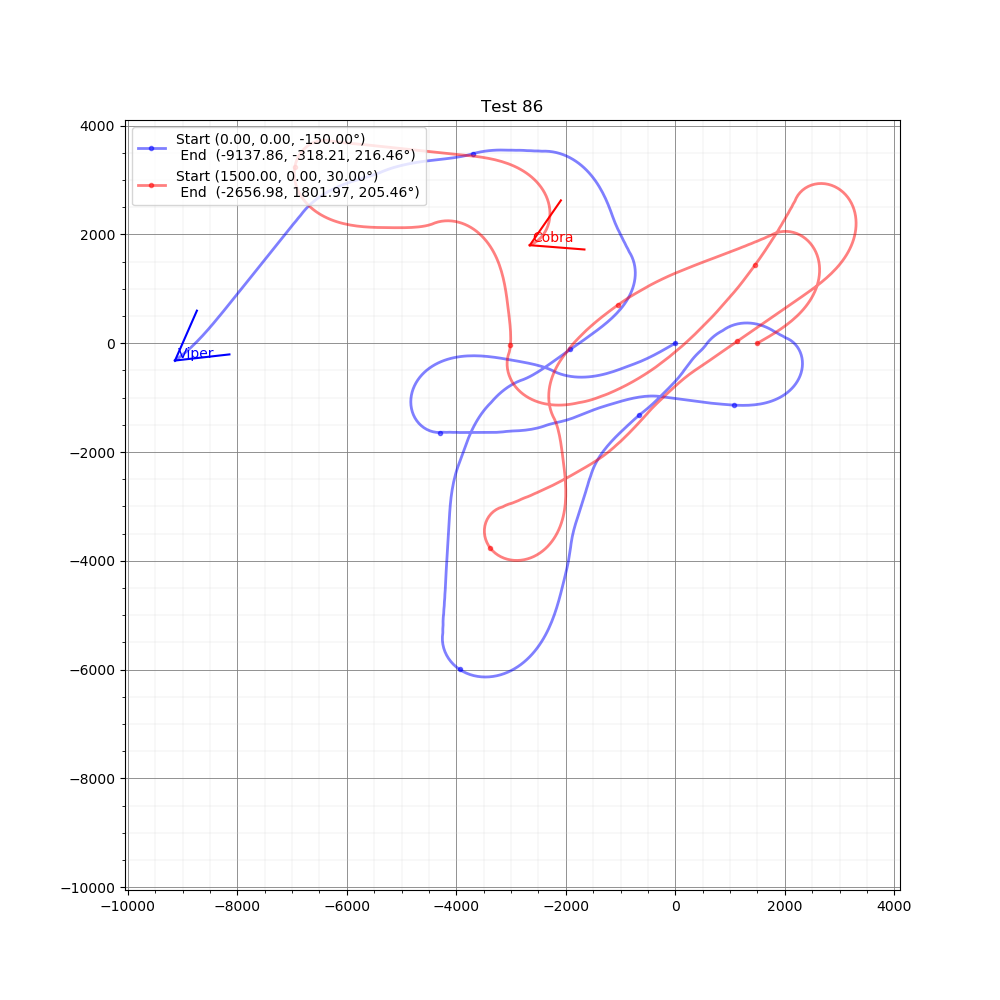 Test 86
Start (0.00, 0.00, -150.00°)
End (-9137.86, -318.21, 216.46°)
Start (1500.00, 0.00, 30.00°)
End (-2656.98, 1801.97, 205.46°)
4000
2000
0
−2000
−4000
−6000
−8000
−10000
Cobra
Viper
−10000 −8000 −6000 −4000 −2000 0 2000 4000